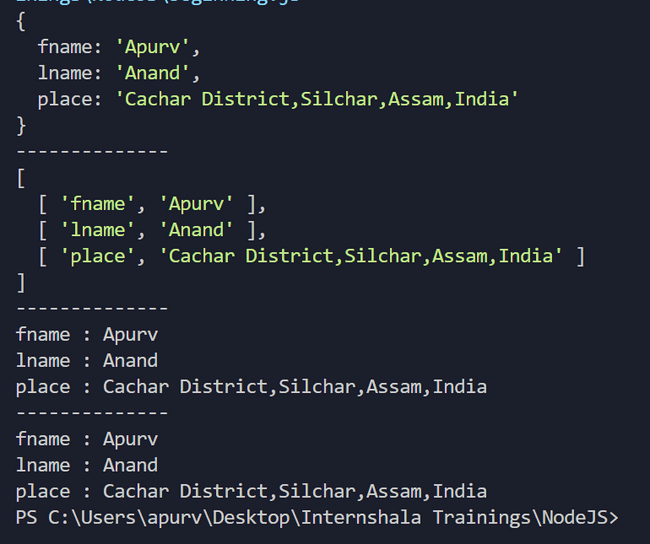 {
  fname: 'Apurv',
  lname: 'Anand',
  place: 'Cachar District,Silchar,Assam,India'
}
--------------
[
  [ 'fname', 'Apurv' ],
  [ 'lname', 'Anand' ],
  [ 'place', 'Cachar District,Silchar,Assam,India' ]
]
--------------
fname : Apurv
lname : Anand
place : Cachar District,Silchar,Assam,India
--------------
fname : Apurv
lname : Anand
place : Cachar District,Silchar,Assam,India
PS C:\Users\apurv\Desktop\Internshala Trainings\NodeJS>